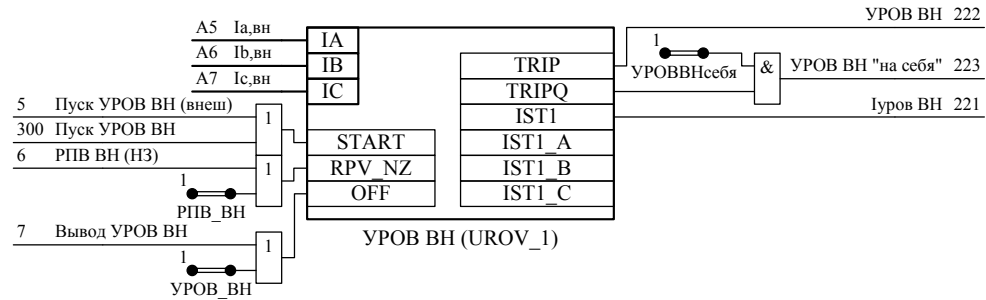 УРОВ ВН 222
A5 Ia,вн
IA
1
A6 Ib,вн
IB
TRIP
&
УРОВ ВН "на себя" 223
A7 Ic,вн
IC
TRIPQ
УРОВВНсебя
5 Пуск УРОВ ВН (внеш)
1
IST1
Iуров ВН 221
300 Пуск УРОВ ВН
START
IST1_A
6 РПВ ВН (НЗ)
1
RPV_NZ
IST1_B
1
OFF
IST1_C
РПВ_ВН
7 Вывод УРОВ ВН
1
УРОВ ВН (UROV_1)
1
УРОВ_ВН